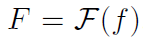 F = ℱ(f)